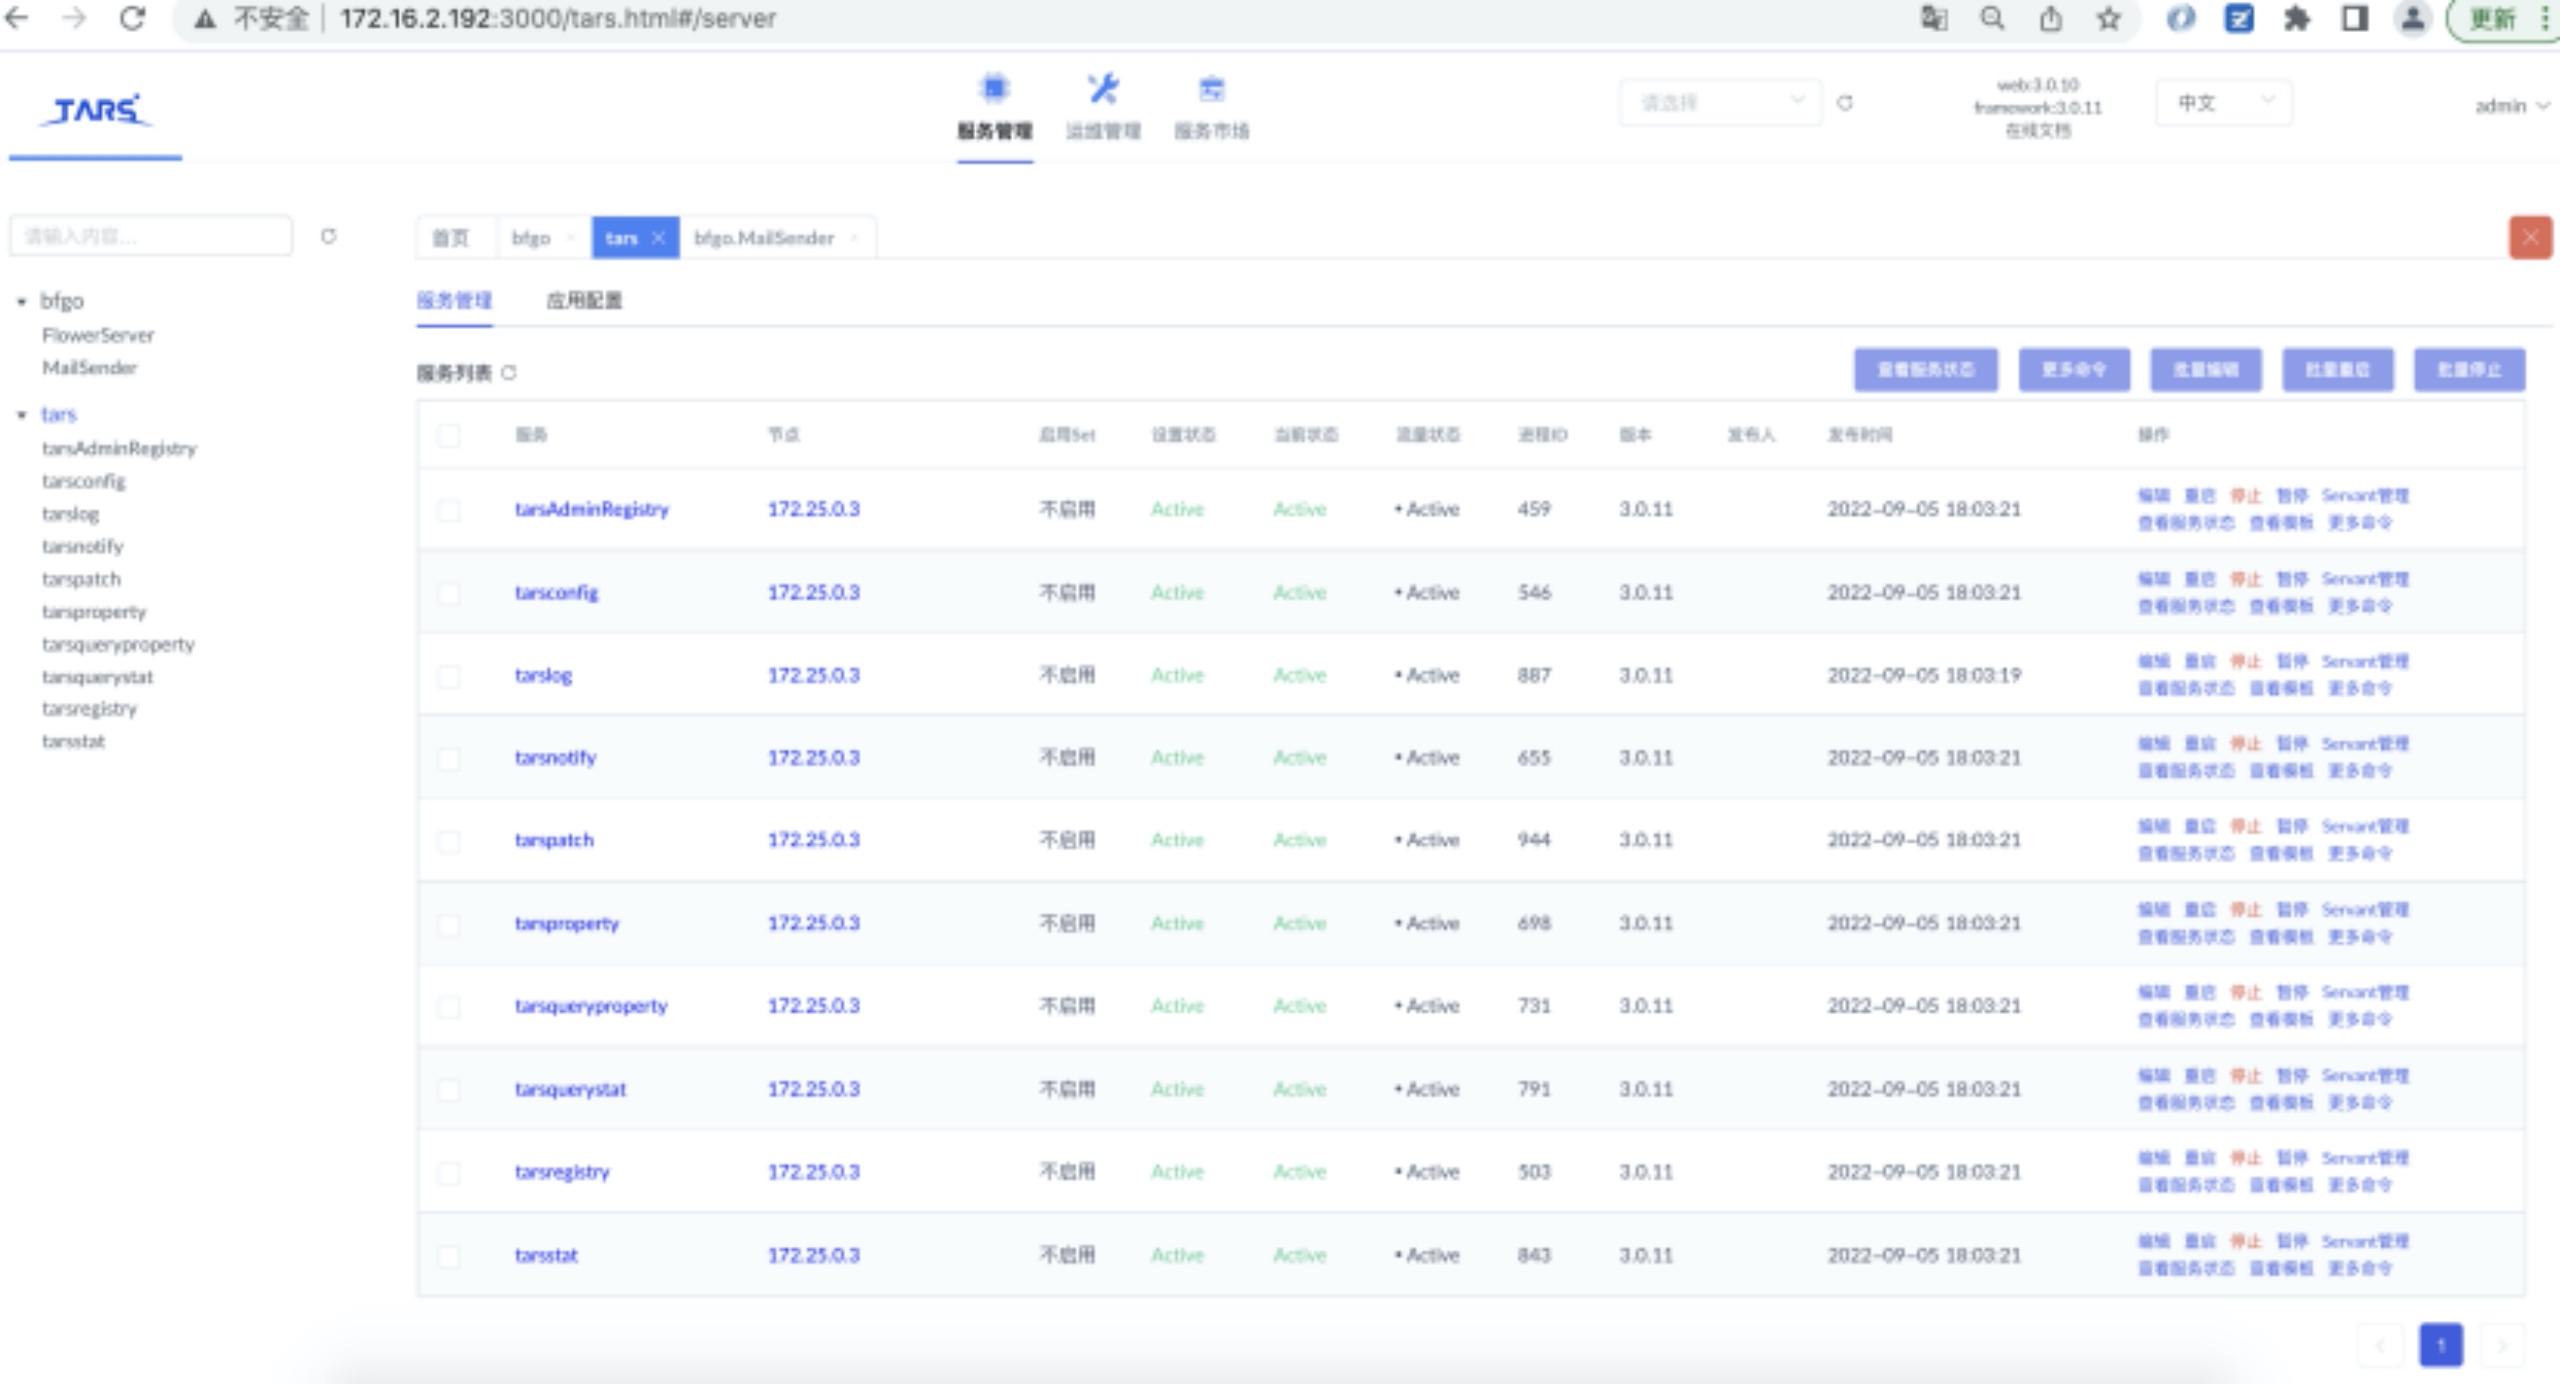 不安全 172.16.2.192:3000/tars.html#/server 更新
TARS
服务管理 运维管理 服务市场
请选择
web:3.0.10
framework:3.0.11
在线文档
中文
admin
请输入内容...
首页 bfgo tars bfgo.MailSender
bfgo
FlowerServer
MailSender
tars
tarsAdminRegistry
tarsconfig
tarslog
tarsnotify
tarspatch
tarsproperty
tarsqueryproperty
tarsquerystat
tarsregistry
tarsstat
服务管理 应用配置
服务列表
查看服务状态 更多命令 批量编辑 批量重启 批量停止
服务 节点 启用Set 设置状态 当前状态 流量状态 进程ID 版本 发布人 发布时间 操作
tarsAdminRegistry 172.25.0.3 不启用 Active Active •Active 459 3.0.11 2022-09-05 18:03:21 编辑 重启 停止 暂停 Servant管理
查看服务状态 查看模板 更多命令
tarsconfig 172.25.0.3 不启用 Active Active •Active 546 3.0.11 2022-09-05 18:03:21 编辑 重启 停止 暂停 Servant管理
查看服务状态 查看模板 更多命令
tarslog 172.25.0.3 不启用 Active Active •Active 887 3.0.11 2022-09-05 18:03:19 编辑 重启 停止 暂停 Servant管理
查看服务状态 查看模板 更多命令
tarsnotify 172.25.0.3 不启用 Active Active •Active 655 3.0.11 2022-09-05 18:03:21 编辑 重启 停止 暂停 Servant管理
查看服务状态 查看模板 更多命令
tarspatch 172.25.0.3 不启用 Active Active •Active 944 3.0.11 2022-09-05 18:03:21 编辑 重启 停止 暂停 Servant管理
查看服务状态 查看模板 更多命令
tarsproperty 172.25.0.3 不启用 Active Active •Active 698 3.0.11 2022-09-05 18:03:21 编辑 重启 停止 暂停 Servant管理
查看服务状态 查看模板 更多命令
tarsqueryproperty 172.25.0.3 不启用 Active Active •Active 731 3.0.11 2022-09-05 18:03:21 编辑 重启 停止 暂停 Servant管理
查看服务状态 查看模板 更多命令
tarsquerystat 172.25.0.3 不启用 Active Active •Active 791 3.0.11 2022-09-05 18:03:21 编辑 重启 停止 暂停 Servant管理
查看服务状态 查看模板 更多命令
tarsregistry 172.25.0.3 不启用 Active Active •Active 503 3.0.11 2022-09-05 18:03:21 编辑 重启 停止 暂停 Servant管理
查看服务状态 查看模板 更多命令
tarsstat 172.25.0.3 不启用 Active Active •Active 843 3.0.11 2022-09-05 18:03:21 编辑 重启 停止 暂停 Servant管理
查看服务状态 查看模板 更多命令
1